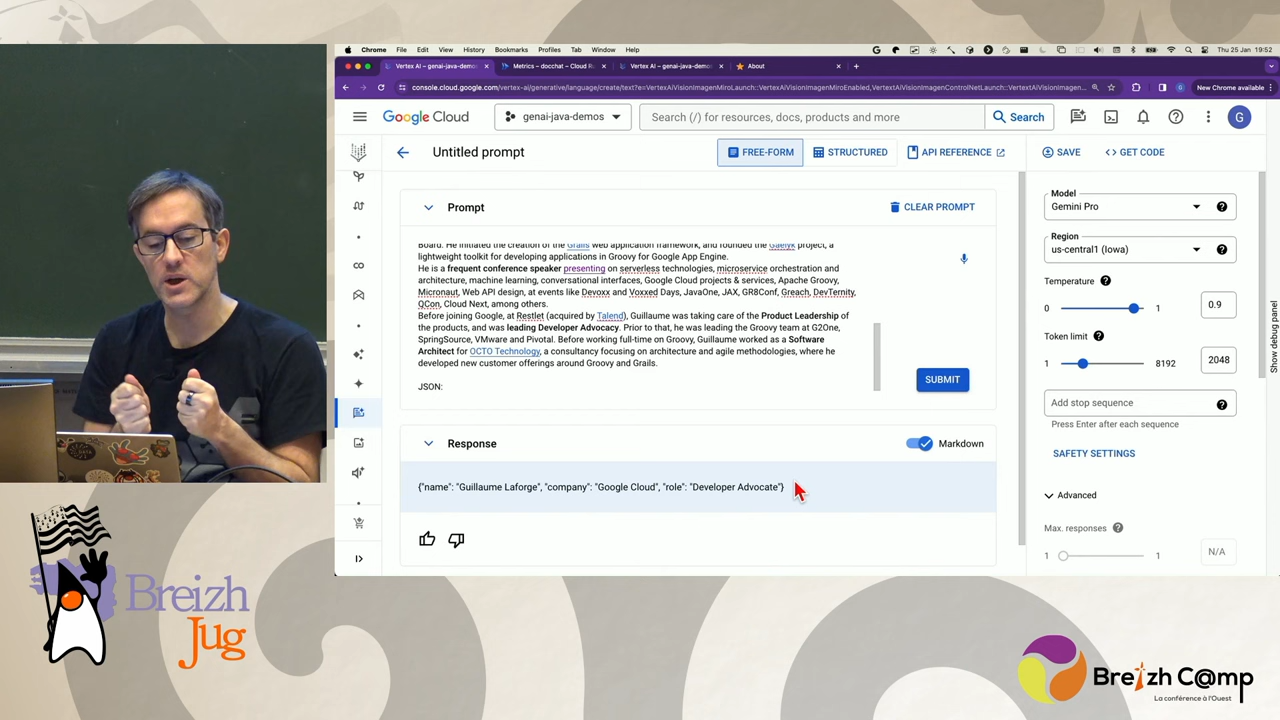 Chrome File Edit View History Bookmarks Profiles Tab Window Help
Thu 25 Jan 19:52
Vertex AI – genai-java-demos
Metrics – docchat – Cloud R
Vertex AI – genai-java-demos
About
console.cloud.google.com/vertex-ai/generative/language/create/text?e=VertexAiVisionImagenMiroLaunch::VertexAiVisionImagenMiroEnabled,VertextAiVisionImagenControlNetLaunch::VertextAiVisionImagen...
New Chrome available
Google Cloud
genai-java-demos
Search (/) for resources, docs, products and more
Search
G
Untitled prompt
FREE-FORM
STRUCTURED
API REFERENCE
SAVE
GET CODE
Prompt
CLEAR PROMPT
Board. He initiated the creation of the Grails web application framework, and founded the Gaelyk project, a
lightweight toolkit for developing applications in Groovy for Google App Engine.
He is a frequent conference speaker presenting on serverless technologies, microservice orchestration and
architecture, machine learning, conversational interfaces, Google Cloud projects & services, Apache Groovy,
Micronaut, Web API design, at events like Devoxx and Voxxed Days, JavaOne, JAX, GR8Conf, Greach, DevTernity,
QCon, Cloud Next, among others.
Before joining Google, at Restlet (acquired by Talend), Guillaume was taking care of the Product Leadership of
the products, and was leading Developer Advocacy. Prior to that, he was leading the Groovy team at G2One,
SpringSource, VMware and Pivotal. Before working full-time on Groovy, Guillaume worked as a Software
Architect for OCTO Technology, a consultancy focusing on architecture and agile methodologies, where he
developed new customer offerings around Groovy and Grails.
JSON:
SUBMIT
Response
Markdown
{"name": "Guillaume Laforge", "company": "Google Cloud", "role": "Developer Advocate"}
Model
Gemini Pro
Region
us-central1 (Iowa)
Temperature
0
1
0.9
Token limit
1
8192
2048
Add stop sequence
Press Enter after each sequence
SAFETY SETTINGS
Advanced
Max. responses
1
1
N/A
Show debug panel
Breizh
Jug
Breizh C@mp
La conférence à l'Ouest